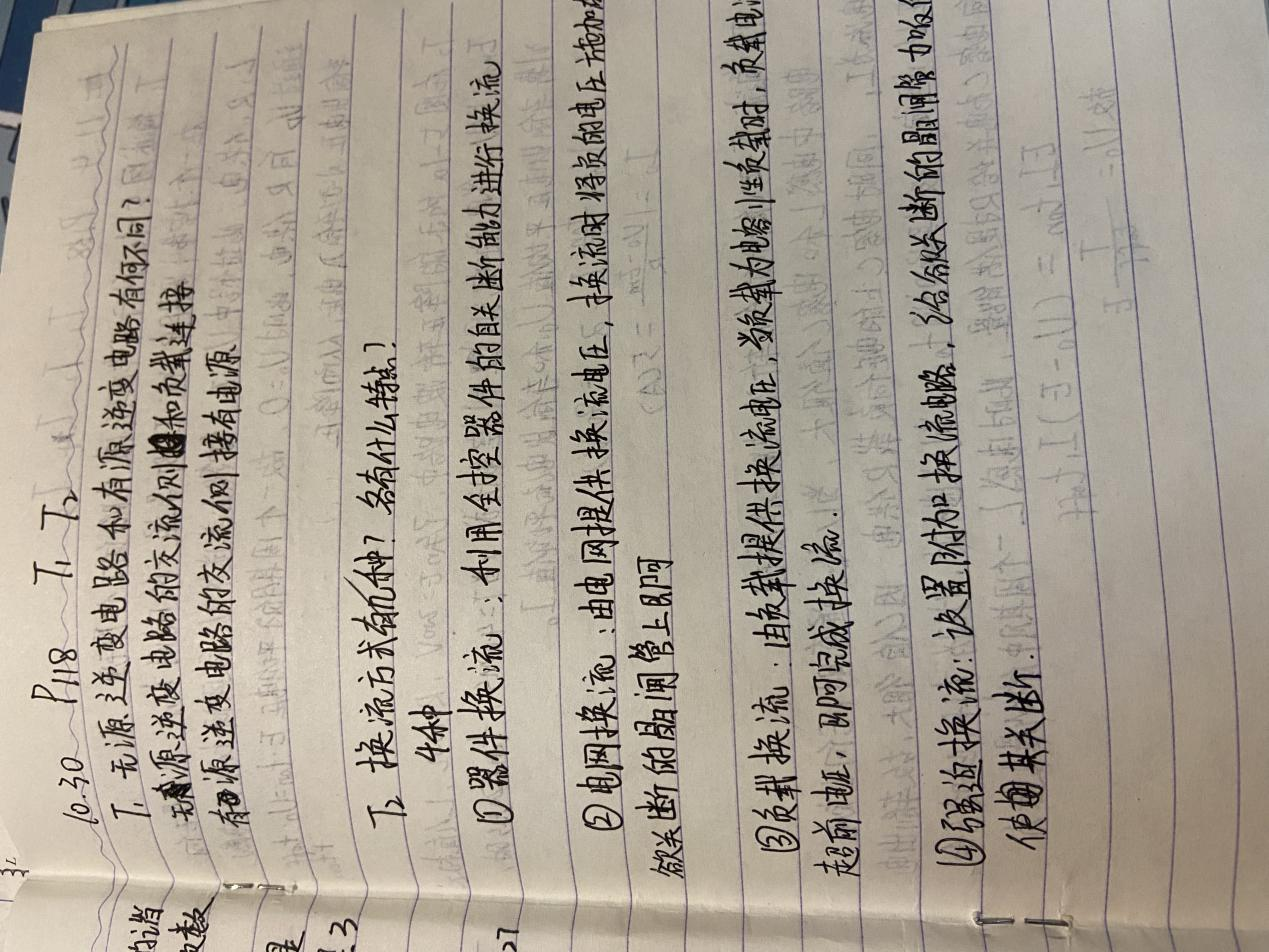 10.30 P118 T1 T2
T1 无源逆变电路和有源逆变电路有何不同?
无源逆变电路的交流侧和负载连接
有源逆变电路的交流侧接有电源
T2 换流方式有几种? 各有什么特点?
4种
①器件换流:利用全控器件的自关断能力进行换流
②电网换流:由电网提供换流电压,换流时将负的电压施加在
欲关断的晶闸管上即可
③负载换流:由负载提供换流电压,当负载为电容性负载时,负载电流
超前电压,即可完成换流.
④强迫换流:设置附加换流电路,给欲关断的晶闸管加反
使其关断.
3
27